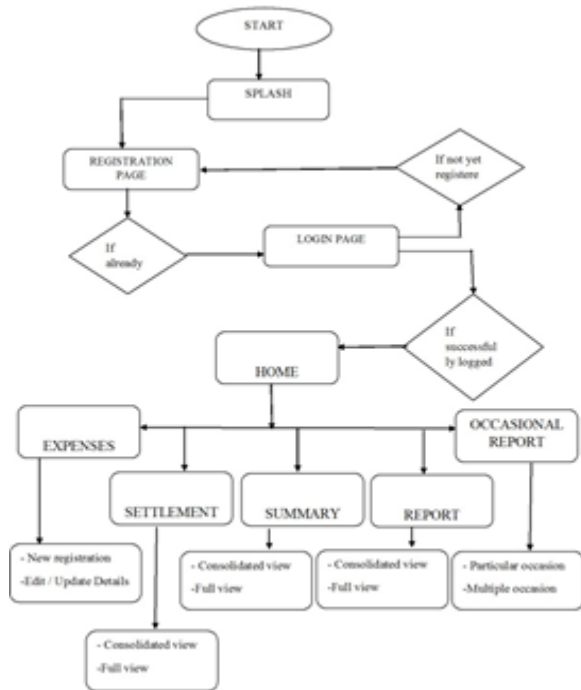 START
SPLASH
REGISTRATION
PAGE
If not yet
registere
If
already
LOGIN PAGE
If
successful
ly logged
HOME
EXPENSES
SETTLEMENT
SUMMARY
REPORT
OCCASIONAL
REPORT
- New registration
-Edit / Update Details
- Consolidated view
-Full view
- Consolidated view
-Full view
- Consolidated view
-Full view
- Particular occasion
-Multiple occasion